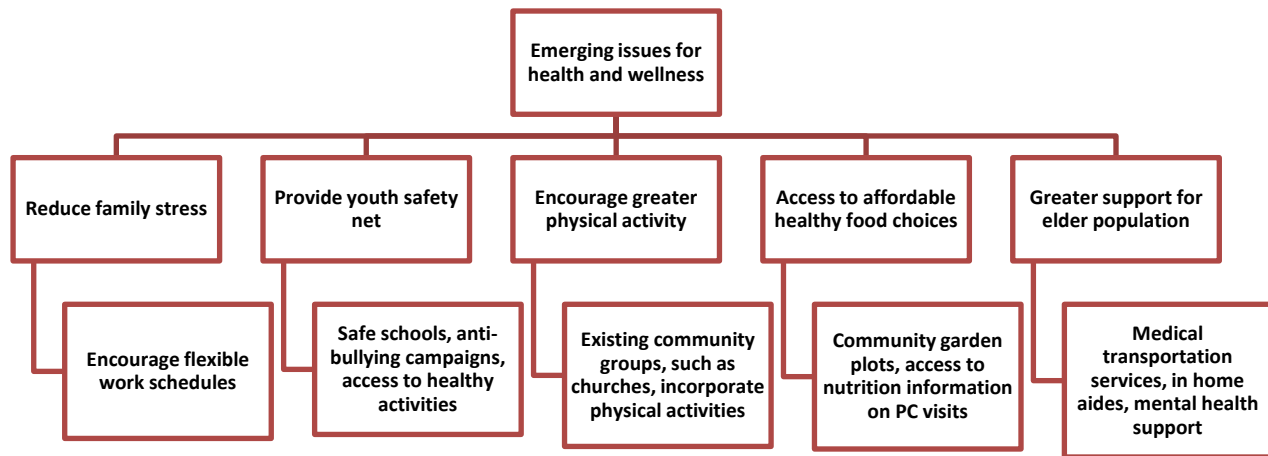 Emerging issues for
health and wellness
Reduce family stress
Provide youth safety
net
Encourage greater
physical activity
Access to affordable
healthy food choices
Greater support for
elder population
Encourage flexible
work schedules
Safe schools, anti-
bullying campaigns,
access to healthy
activities
Existing community
groups, such as
churches, incorporate
physical activities
Community garden
plots, access to
nutrition information
on PC visits
Medical
transportation
services, in home
aides, mental health
support